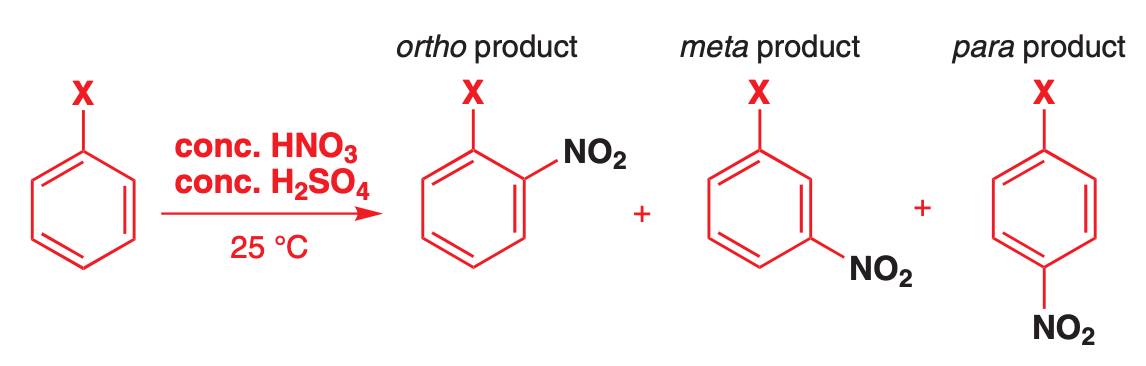 ortho product
meta product
para product
X
X
X
X
conc. HNO₃
conc. H₂SO₄
25 °C
NO₂
+
NO₂
+
NO₂